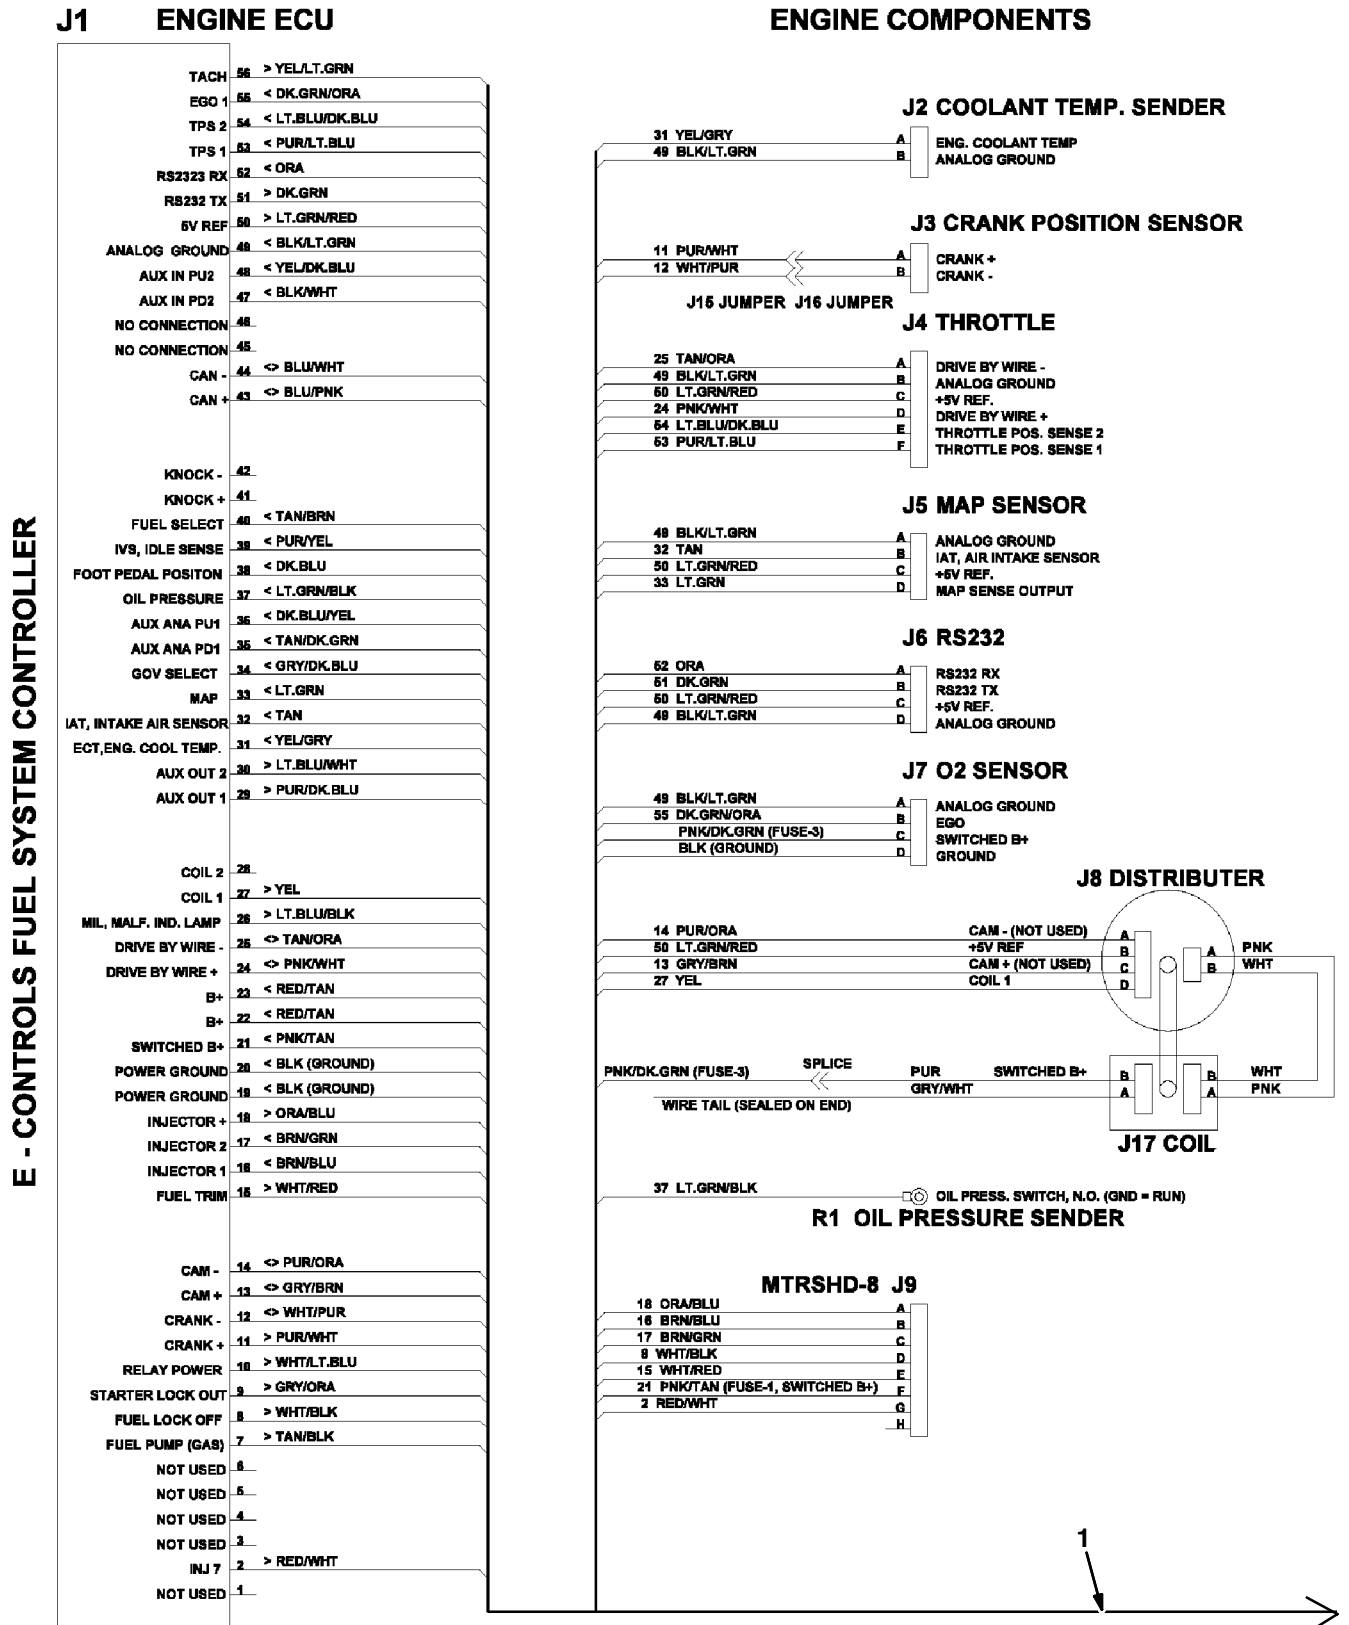 J1 ENGINE ECU
ENGINE COMPONENTS
E - CONTROLS FUEL SYSTEM CONTROLLER
TACH 56 > YEL/LT.GRN
EGO 1 55 < DK.GRN/ORA
TPS 2 54 < LT.BLU/DK.BLU
TPS 1 53 < PUR/LT.BLU
RS2323 RX 52 < ORA
RS232 TX 51 > DK.GRN
5V REF 50 > LT.GRN/RED
ANALOG GROUND 49 < BLK/LT.GRN
AUX IN PU2 48 < YEL/DK.BLU
AUX IN PD2 47 < BLK/WHT
NO CONNECTION 46
NO CONNECTION 45
CAN - 44 <> BLU/WHT
CAN + 43 <> BLU/PNK
KNOCK - 42
KNOCK + 41
FUEL SELECT 40 < TAN/BRN
IVS, IDLE SENSE 39 < PUR/YEL
FOOT PEDAL POSITON 38 < DK.BLU
OIL PRESSURE 37 < LT.GRN/BLK
AUX ANA PU1 36 < DK.BLU/YEL
AUX ANA PD1 35 < TAN/DK.GRN
GOV SELECT 34 < GRY/DK.BLU
MAP 33 < LT.GRN
IAT, INTAKE AIR SENSOR 32 < TAN
ECT,ENG. COOL TEMP. 31 < YEL/GRY
AUX OUT 2 30 > LT.BLU/WHT
AUX OUT 1 29 > PUR/DK.BLU
COIL 2 28
COIL 1 27 > YEL
MIL, MALF. IND. LAMP 26 > LT.BLU/BLK
DRIVE BY WIRE - 25 <> TAN/ORA
DRIVE BY WIRE + 24 <> PNK/WHT
B+ 23 < RED/TAN
B+ 22 < RED/TAN
SWITCHED B+ 21 < PNK/TAN
POWER GROUND 20 < BLK (GROUND)
POWER GROUND 19 < BLK (GROUND)
INJECTOR + 18 > ORA/BLU
INJECTOR 2 17 < BRN/GRN
INJECTOR 1 16 < BRN/BLU
FUEL TRIM 15 > WHT/RED
CAM - 14 <> PUR/ORA
CAM + 13 <> GRY/BRN
CRANK - 12 <> WHT/PUR
CRANK + 11 > PUR/WHT
RELAY POWER 10 > WHT/LT.BLU
STARTER LOCK OUT 9 > GRY/ORA
FUEL LOCK OFF 8 > WHT/BLK
FUEL PUMP (GAS) 7 > TAN/BLK
NOT USED 6
NOT USED 5
NOT USED 4
NOT USED 3
INJ 7 2 > RED/WHT
NOT USED 1
J2 COOLANT TEMP. SENDER
31 YEL/GRY A ENG. COOLANT TEMP
49 BLK/LT.GRN B ANALOG GROUND
J3 CRANK POSITION SENSOR
11 PUR/WHT A CRANK +
12 WHT/PUR B CRANK -
J15 JUMPER J16 JUMPER
J4 THROTTLE
25 TAN/ORA A DRIVE BY WIRE -
49 BLK/LT.GRN B ANALOG GROUND
50 LT.GRN/RED C +5V REF.
24 PNK/WHT D DRIVE BY WIRE +
54 LT.BLU/DK.BLU E THROTTLE POS. SENSE 2
53 PUR/LT.BLU F THROTTLE POS. SENSE 1
J5 MAP SENSOR
49 BLK/LT.GRN A ANALOG GROUND
32 TAN B IAT, AIR INTAKE SENSOR
50 LT.GRN/RED C +5V REF.
33 LT.GRN D MAP SENSE OUTPUT
J6 RS232
52 ORA A RS232 RX
51 DK.GRN B RS232 TX
50 LT.GRN/RED C +5V REF.
49 BLK/LT.GRN D ANALOG GROUND
J7 O2 SENSOR
49 BLK/LT.GRN A ANALOG GROUND
55 DK.GRN/ORA B EGO
PNK/DK.GRN (FUSE-3) C SWITCHED B+
BLK (GROUND) D GROUND
J8 DISTRIBUTER
14 PUR/ORA CAM - (NOT USED) A
50 LT.GRN/RED +5V REF B A PNK
13 GRY/BRN CAM + (NOT USED) C B WHT
27 YEL COIL 1 D
PNK/DK.GRN (FUSE-3) SPLICE PUR SWITCHED B+ B B WHT
WIRE TAIL (SEALED ON END) GRY/WHT A A PNK
J17 COIL
37 LT.GRN/BLK OIL PRESS. SWITCH, N.O. (GND = RUN)
R1 OIL PRESSURE SENDER
MTRSHD-8 J9
18 ORA/BLU A
16 BRN/BLU B
17 BRN/GRN C
8 WHT/BLK D
15 WHT/RED E
21 PNK/TAN (FUSE-1, SWITCHED B+) F
2 RED/WHT G
H
1